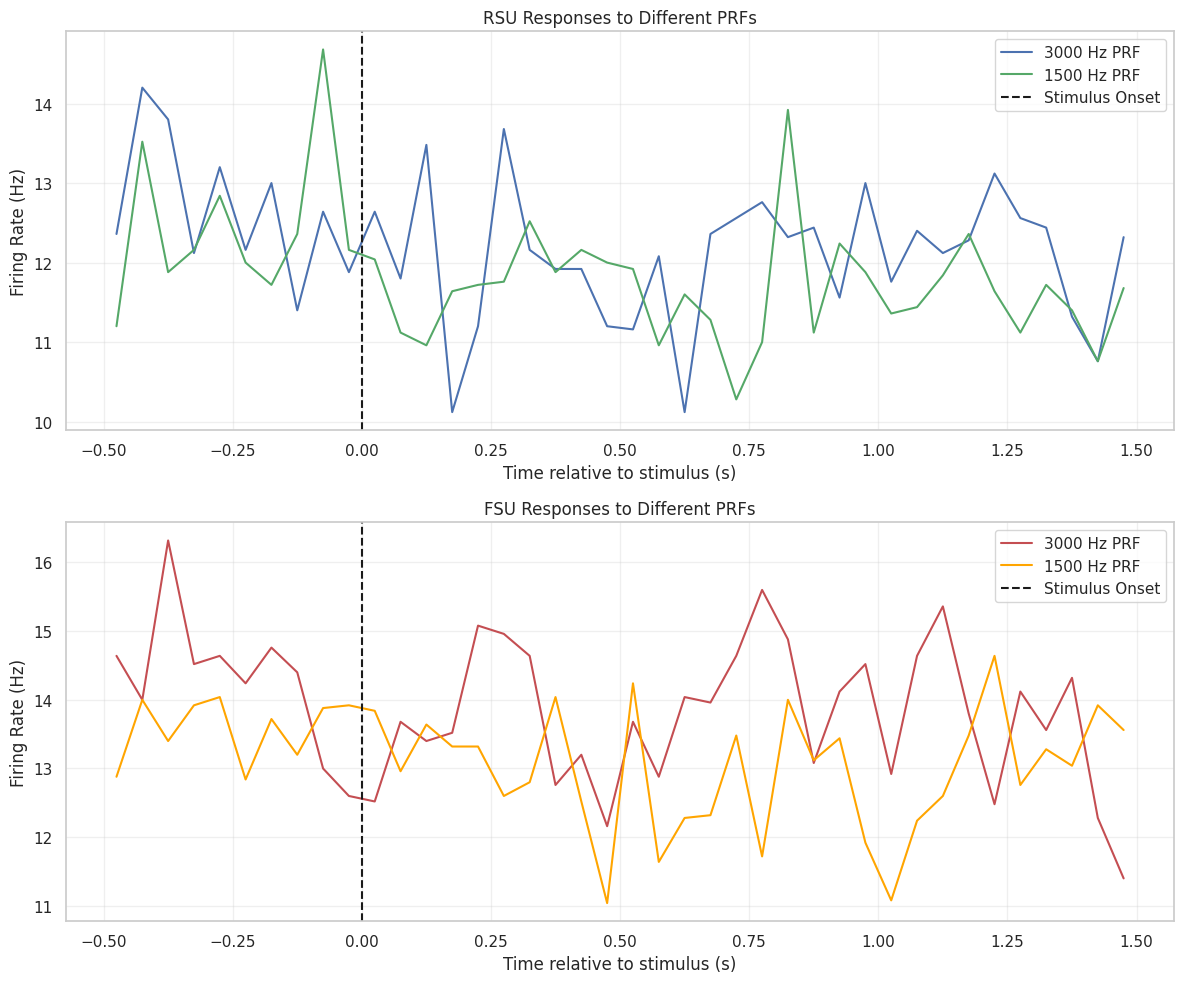 RSU Responses to Different PRFs
3000 Hz PRF
1500 Hz PRF
Stimulus Onset
Firing Rate (Hz)
14
13
12
11
10
−0.50 −0.25 0.00 0.25 0.50 0.75 1.00 1.25 1.50
Time relative to stimulus (s)
FSU Responses to Different PRFs
3000 Hz PRF
1500 Hz PRF
Stimulus Onset
Firing Rate (Hz)
16
15
14
13
12
11
−0.50 −0.25 0.00 0.25 0.50 0.75 1.00 1.25 1.50
Time relative to stimulus (s)